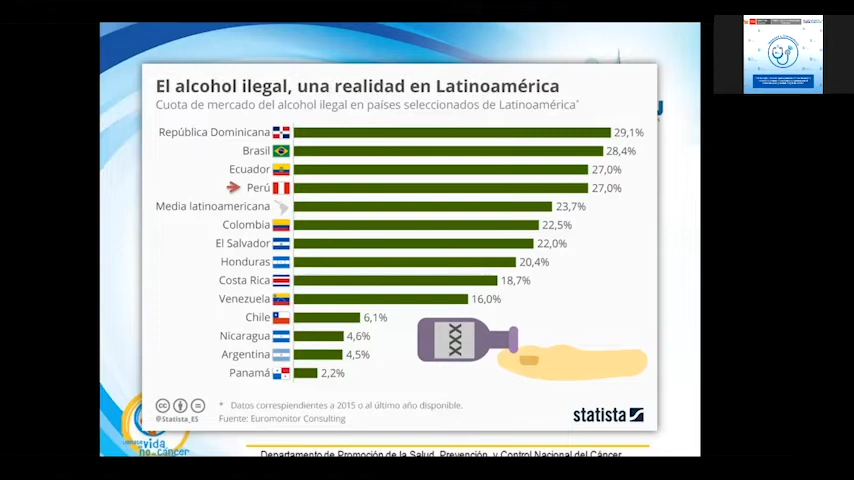 El alcohol ilegal, una realidad en Latinoamérica
Cuota de mercado del alcohol ilegal en países seleccionados de Latinoamérica*
República Dominicana 29,1%
Brasil 28,4%
Ecuador 27,0%
Perú 27,0%
Media latinoamericana 23,7%
Colombia 22,5%
El Salvador 22,0%
Honduras 20,4%
Costa Rica 18,7%
Venezuela 16,0%
Chile 6,1%
Nicaragua 4,6%
Argentina 4,5%
Panamá 2,2%
XXX
* Datos correspiendientes a 2015 o al último año disponible.
@Statista_ES
Fuente: Euromonitor Consulting
statista
vida
no
cáncer
Departamento de Promoción de la Salud, Prevención, y Control Nacional del Cáncer